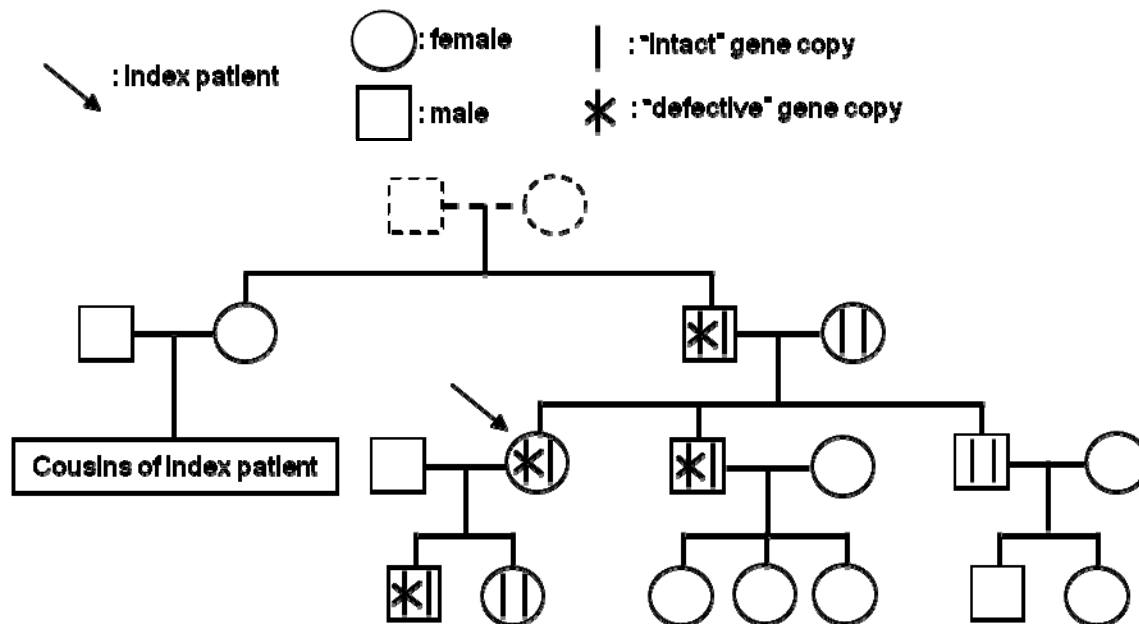 : Index patient
: female
: male
: "Intact" gene copy
: "defective" gene copy
Cousins of Index patient